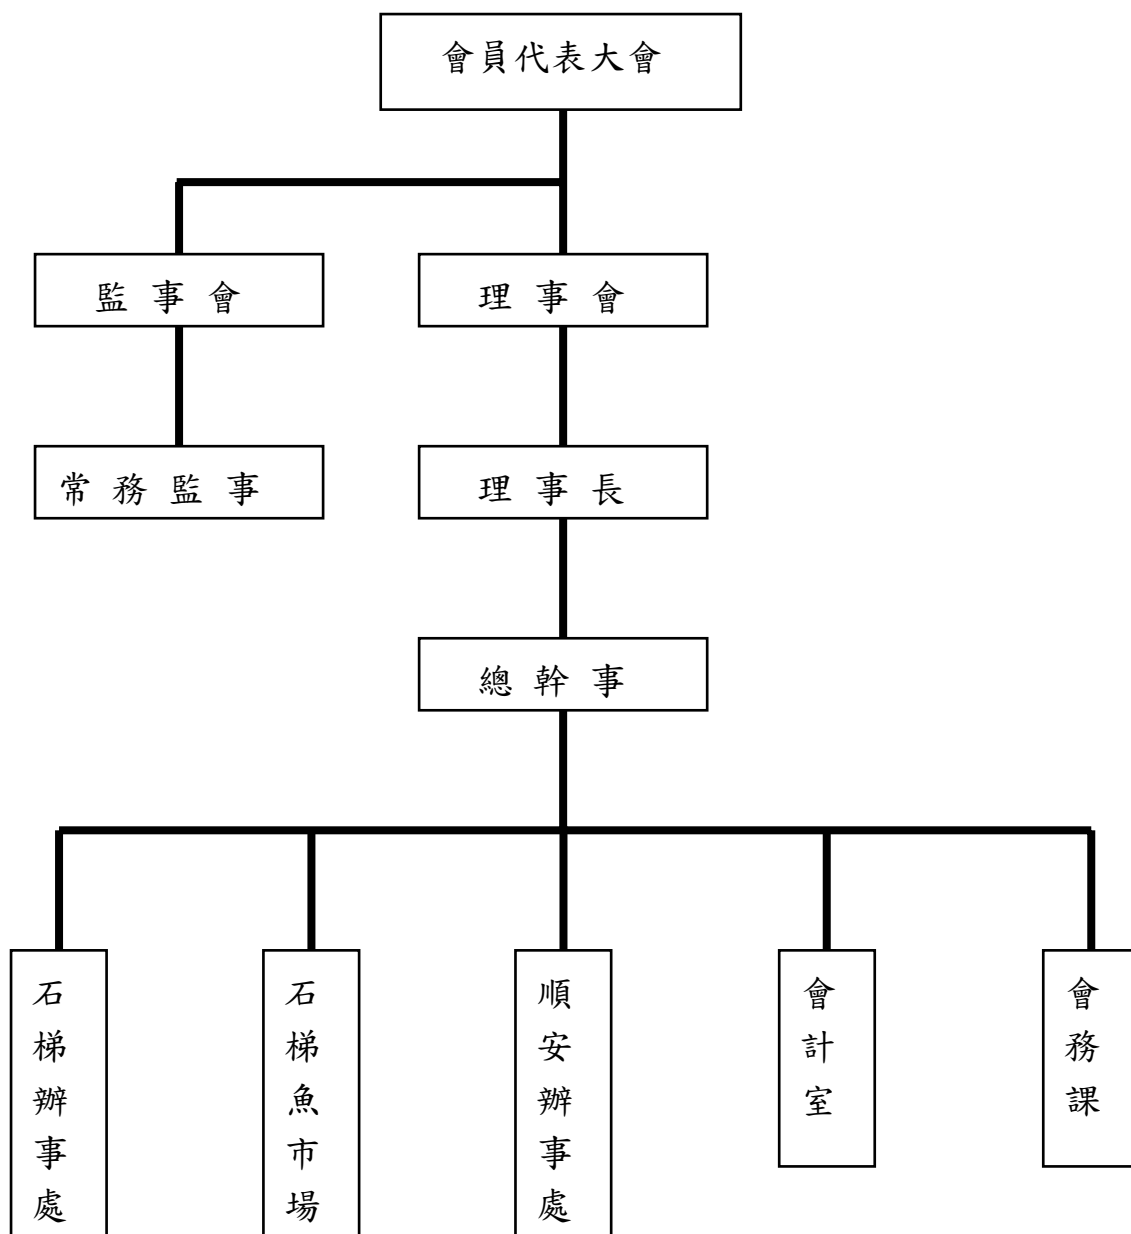 會員代表大會
監事會
理事會
常務監事
理事長
總幹事
石梯辦事處
石梯魚市場
順安辦事處
會計室
會務課